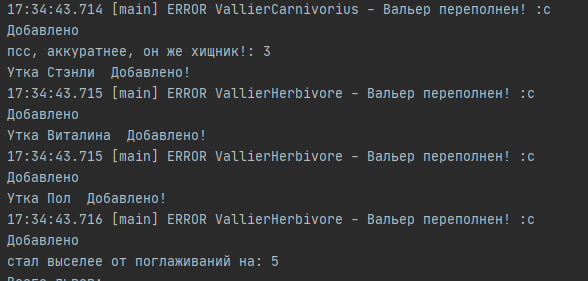 17:34:43.714 [main] ERROR VallierCarnivorius - Вальер переполнен! :c
Добавлено
псс, аккуратнее, он же хищник!: 3
Утка Стэнли  Добавлено!
17:34:43.715 [main] ERROR VallierHerbivore - Вальер переполнен! :c
Добавлено
Утка Виталина  Добавлено!
17:34:43.715 [main] ERROR VallierHerbivore - Вальер переполнен! :c
Добавлено
Утка Пол  Добавлено!
17:34:43.716 [main] ERROR VallierHerbivore - Вальер переполнен! :c
Добавлено
стал выселее от поглаживаний на: 5